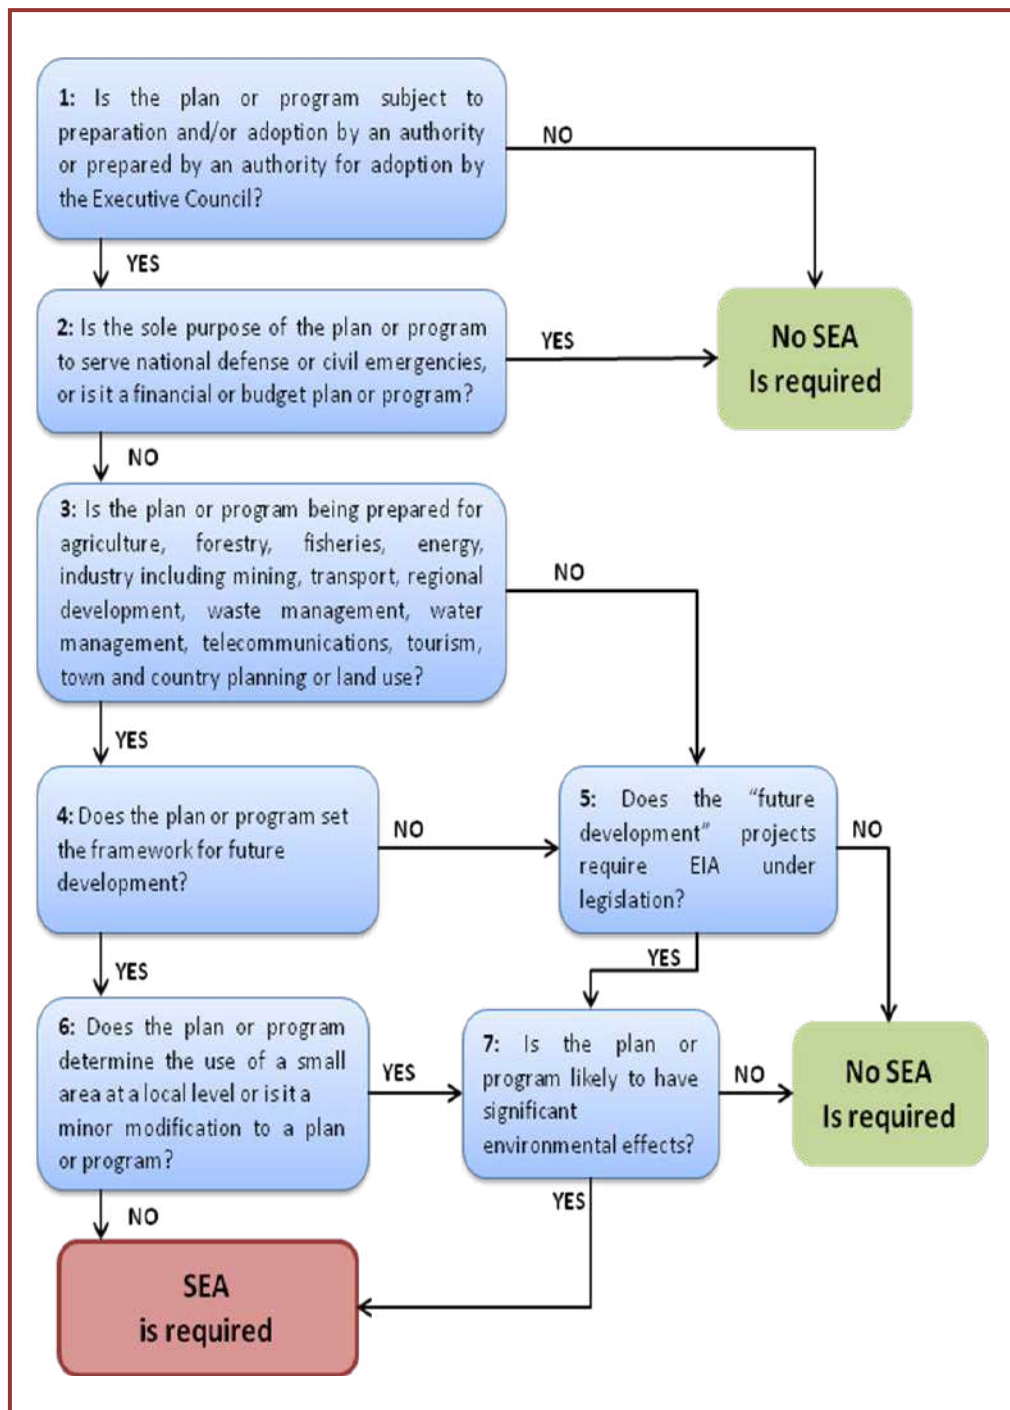 1: Is the plan or program subject to
preparation and/or adoption by an authority
or prepared by an authority for adoption by
the Executive Council?
NO
YES
2: Is the sole purpose of the plan or program
to serve national defense or civil emergencies,
or is it a financial or budget plan or program?
YES
No SEA
Is required
NO
3: Is the plan or program being prepared for
agriculture, forestry, fisheries, energy,
industry including mining, transport, regional
development, waste management, water
management, telecommunications, tourism,
town and country planning or land use?
NO
YES
4: Does the plan or program set
the framework for future
development?
NO
5: Does the "future
development" projects
require EIA under
legislation?
NO
YES
YES
6: Does the plan or program
determine the use of a small
area at a local level or is it a
minor modification to a plan
or program?
YES
7: Is the plan or
program likely to have
significant
environmental effects?
NO
No SEA
Is required
NO
YES
SEA
is required